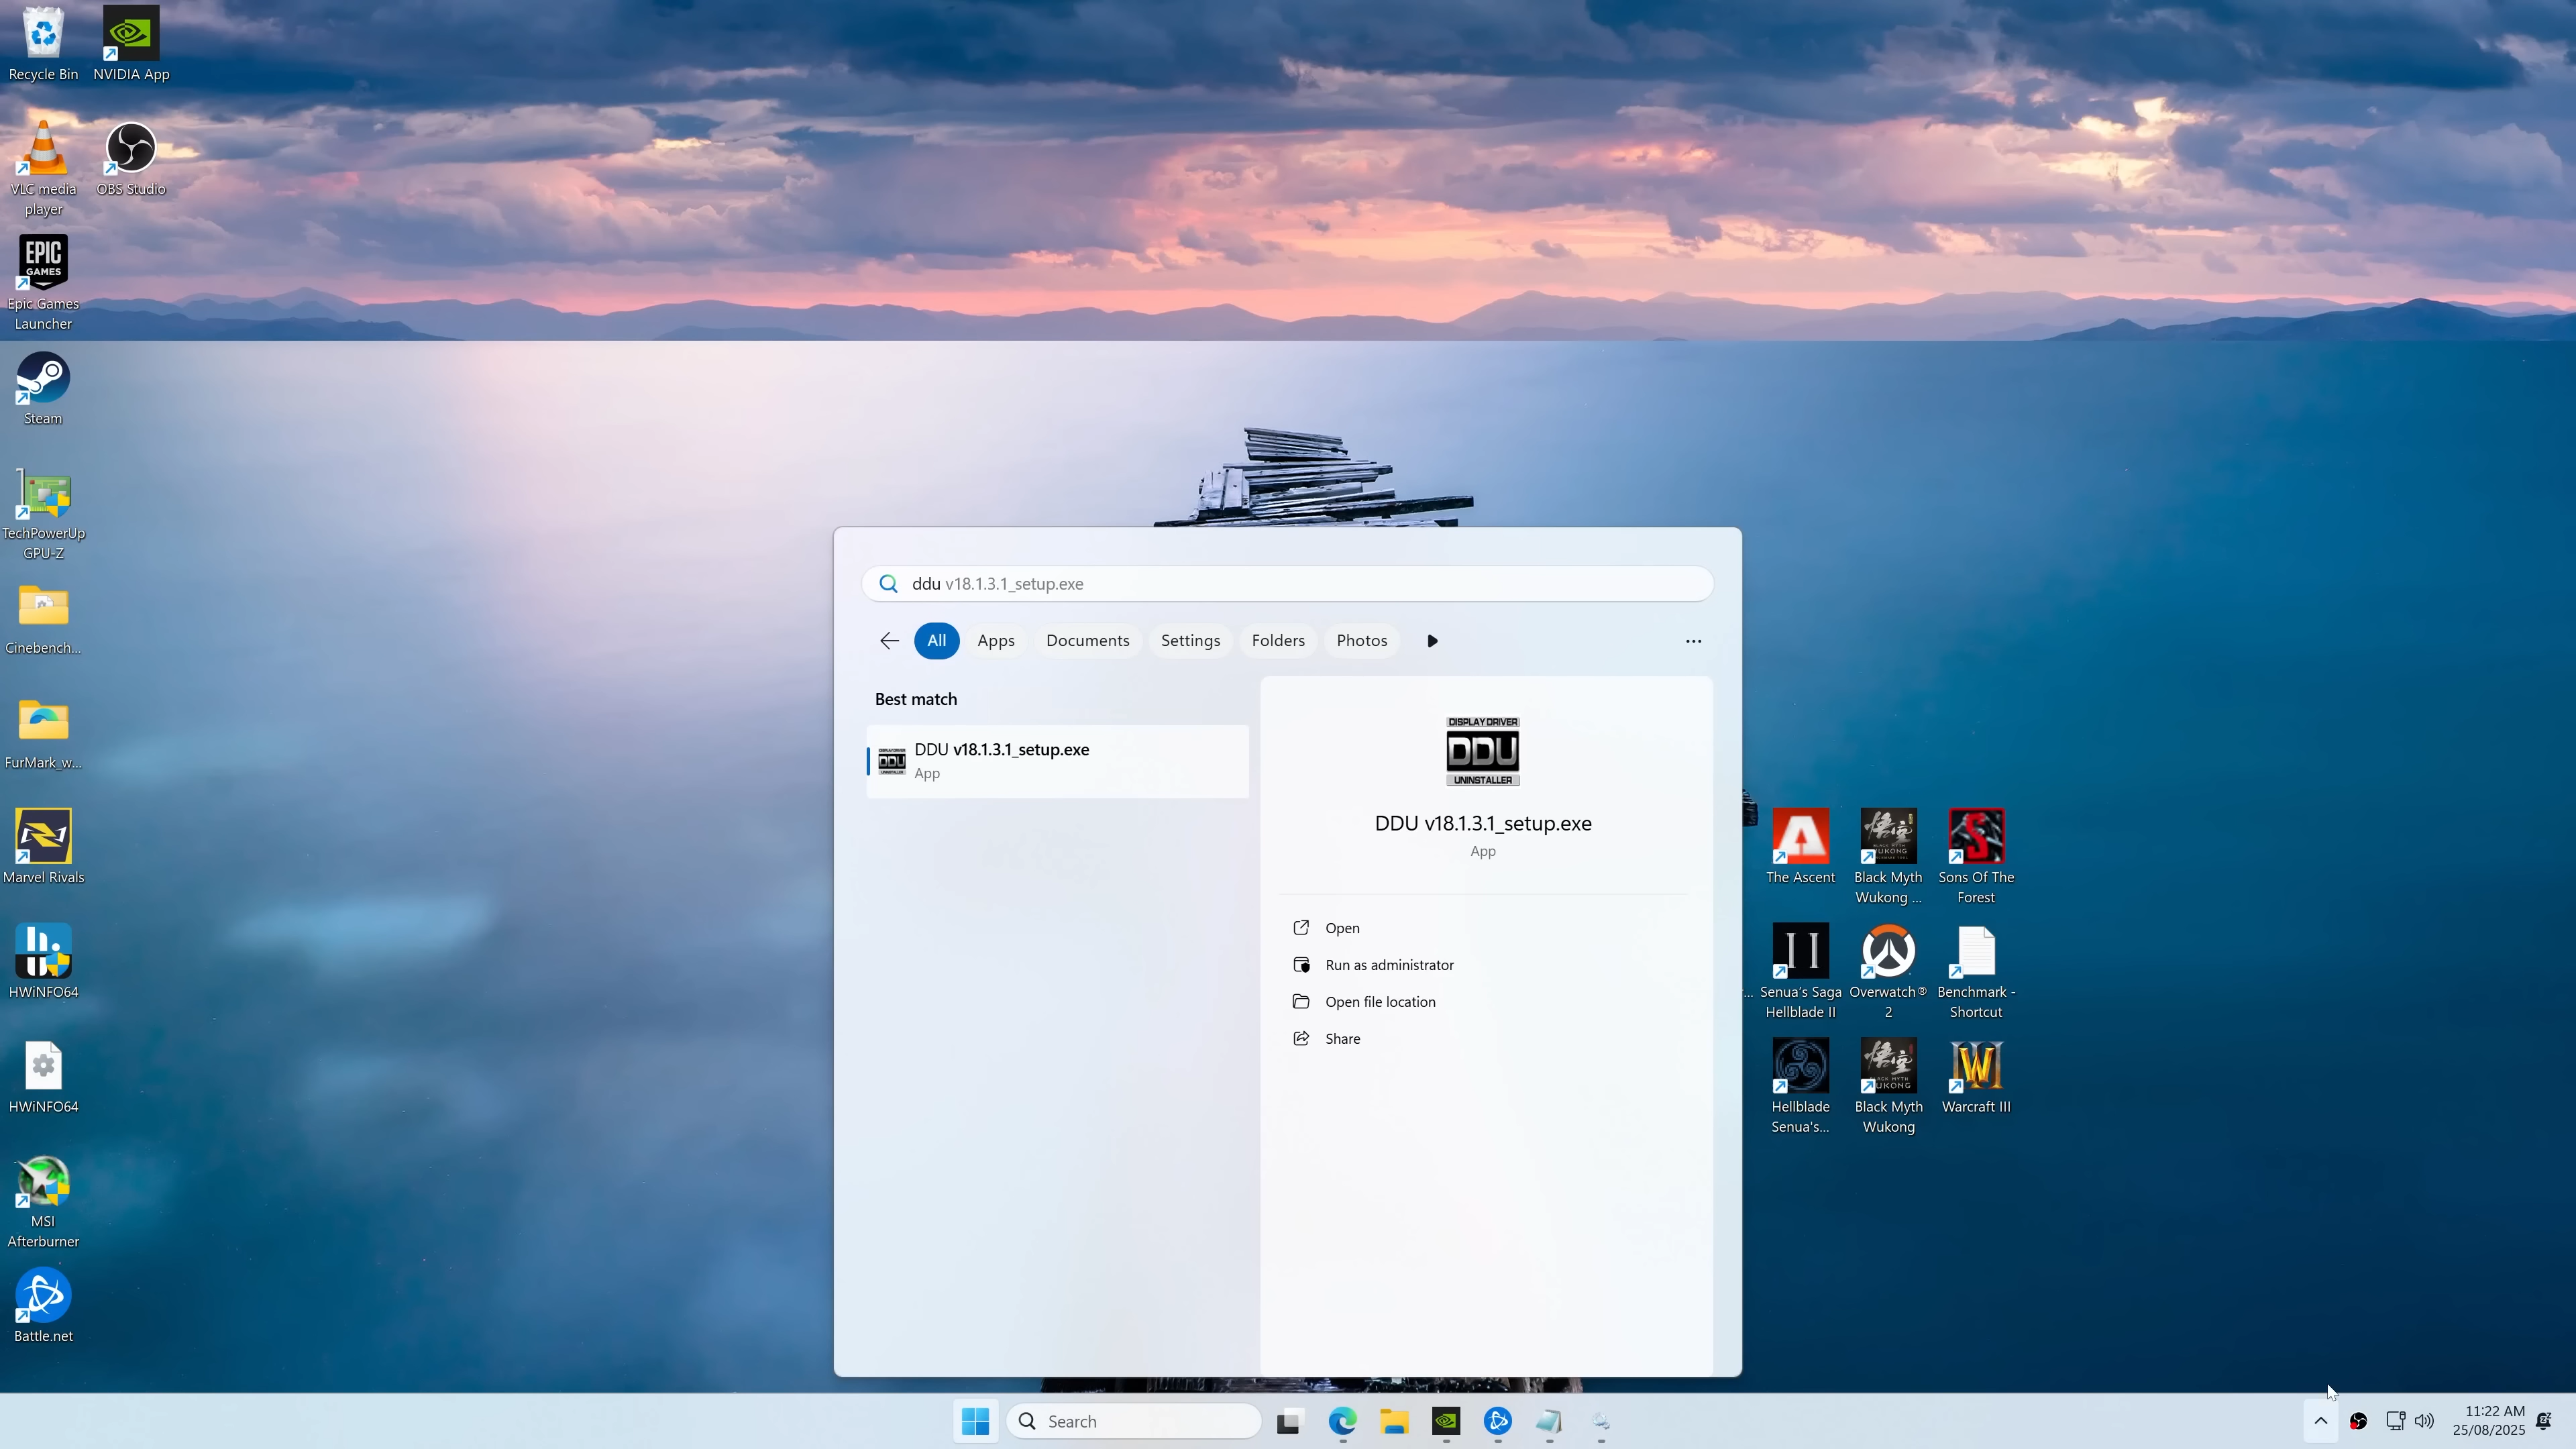 Recycle Bin
NVIDIA App
VLC media
player
OBS Studio
EPIC
GAMES
Epic Games
Launcher
Steam
TechPowerUp
GPU-Z
Cinebench...
FurMark_w...
Marvel Rivals
HWiNFO64
HWiNFO64
MSI
Afterburner
Battle.net
ddu v18.1.3.1_setup.exe
All
Apps
Documents
Settings
Folders
Photos
Best match
DDU v18.1.3.1_setup.exe
App
DISPLAY DRIVER
DDU
UNINSTALLER
DDU v18.1.3.1_setup.exe
App
Open
Run as administrator
Open file location
Share
The Ascent
Black Myth
Wukong ...
Sons Of The
Forest
Senua's Saga
Hellblade II
Overwatch®
2
Benchmark -
Shortcut
Hellblade
Senua's...
Black Myth
Wukong
Warcraft III
Search
11:22 AM
25/08/2025